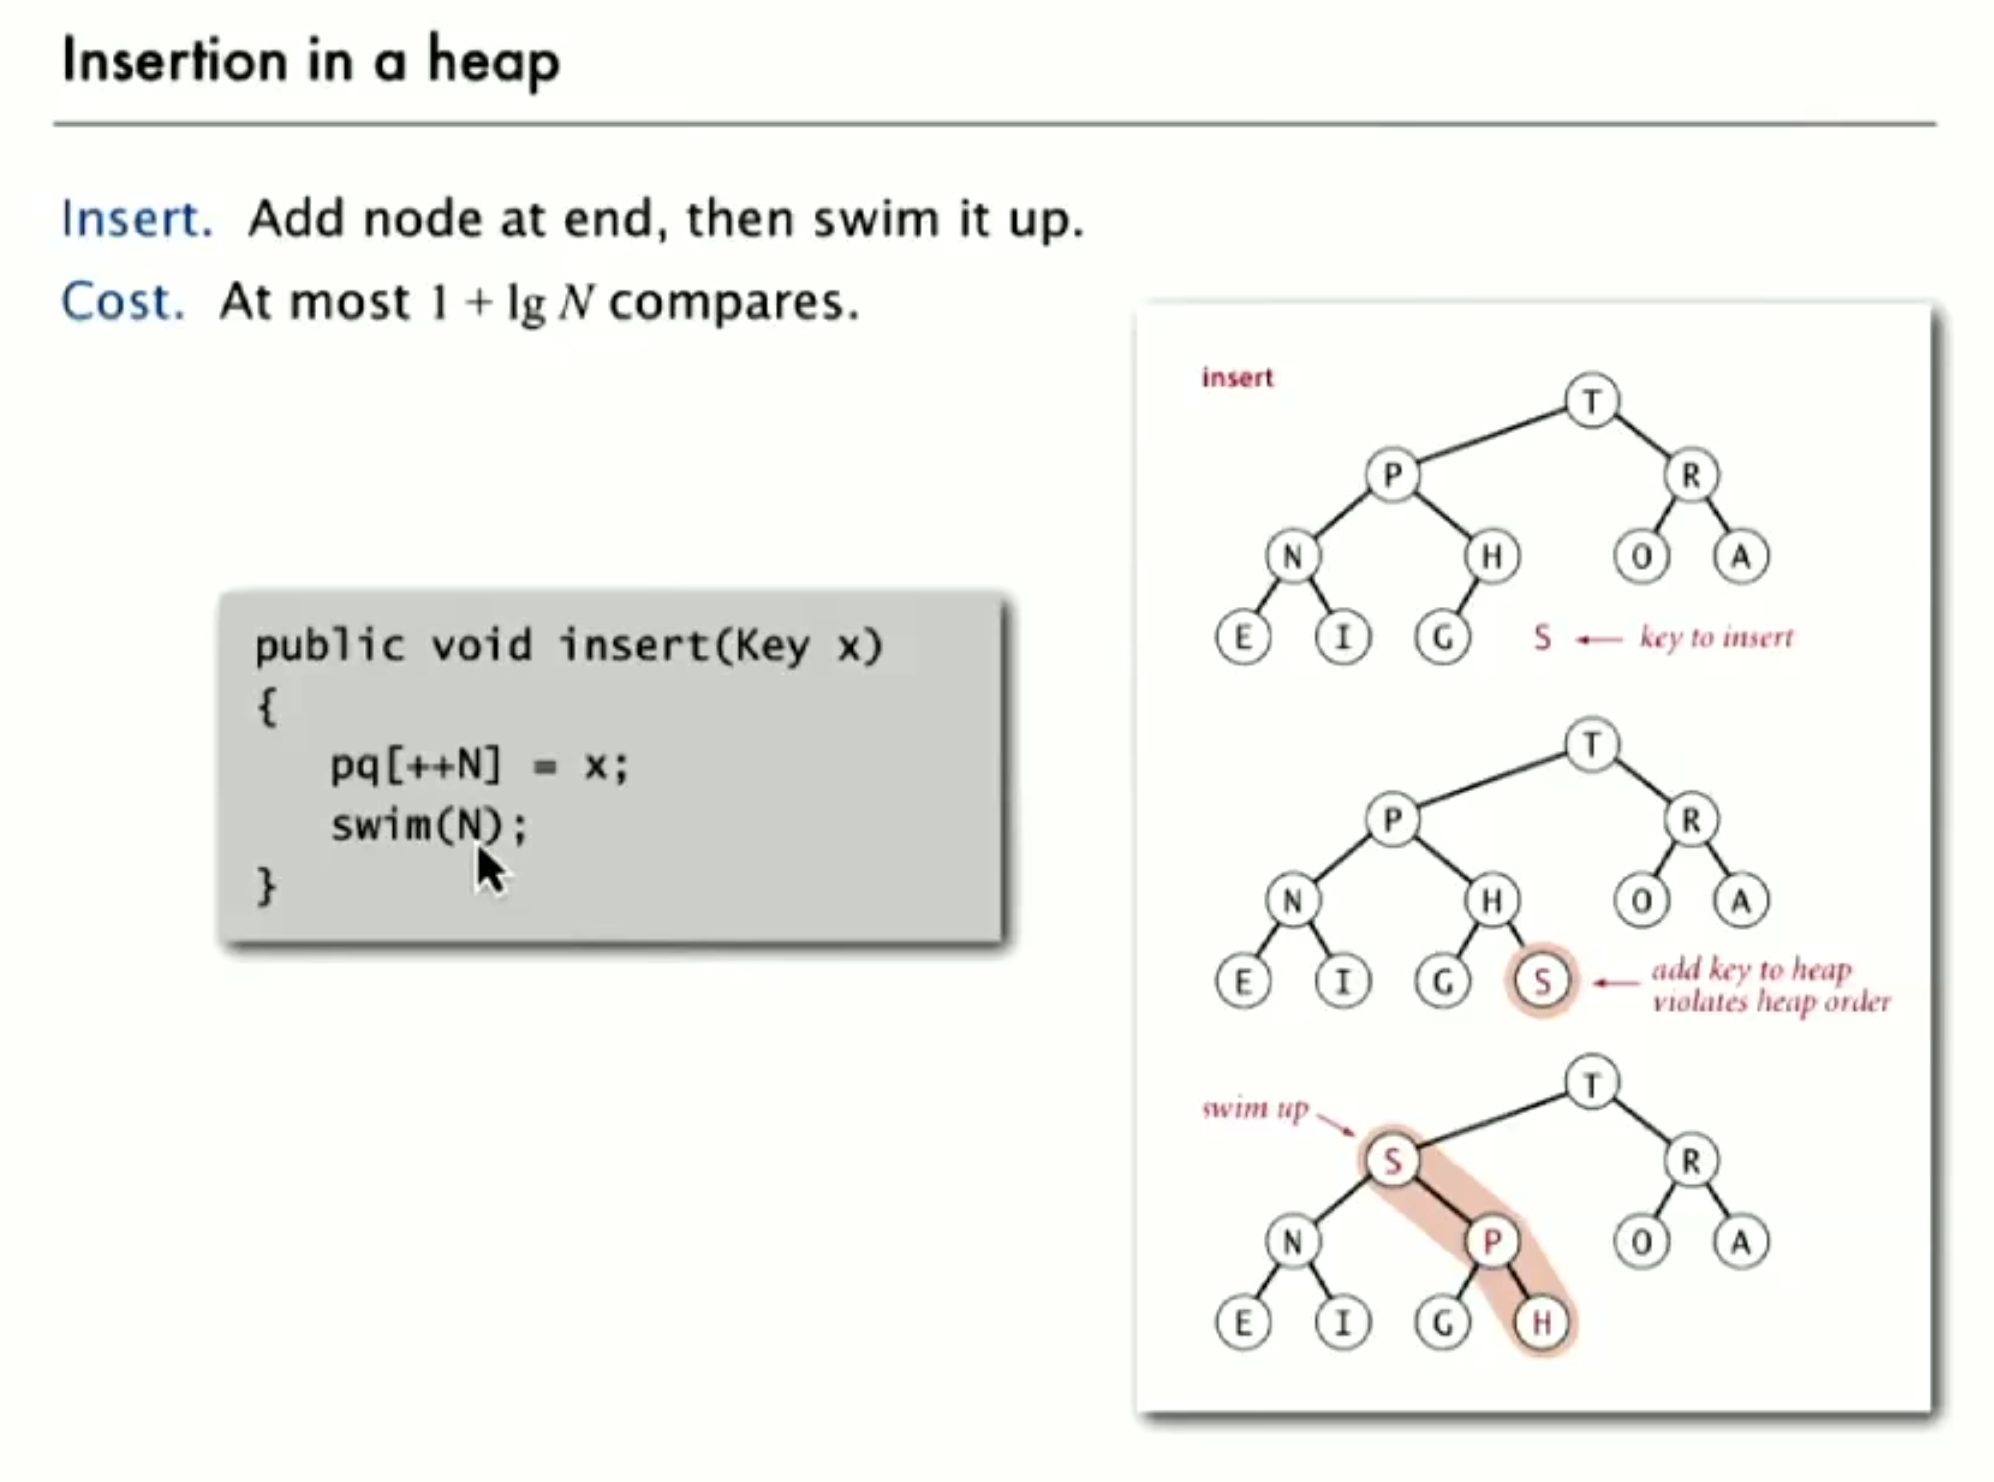 Insertion in a heap
Insert. Add node at end, then swim it up.
Cost. At most 1 + lg N compares.
public void insert(Key x)
{
pq[++N] = x;
swim(N);
}
insert
T
P R
N H O A
E I G S ← key to insert
T
P R
N H O A
E I G S ← add key to heap
violates heap order
T
swim up
S R
N P O A
E I G H